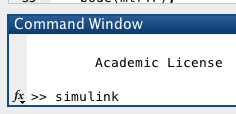 Command Window
Academic License
fx >> simulink